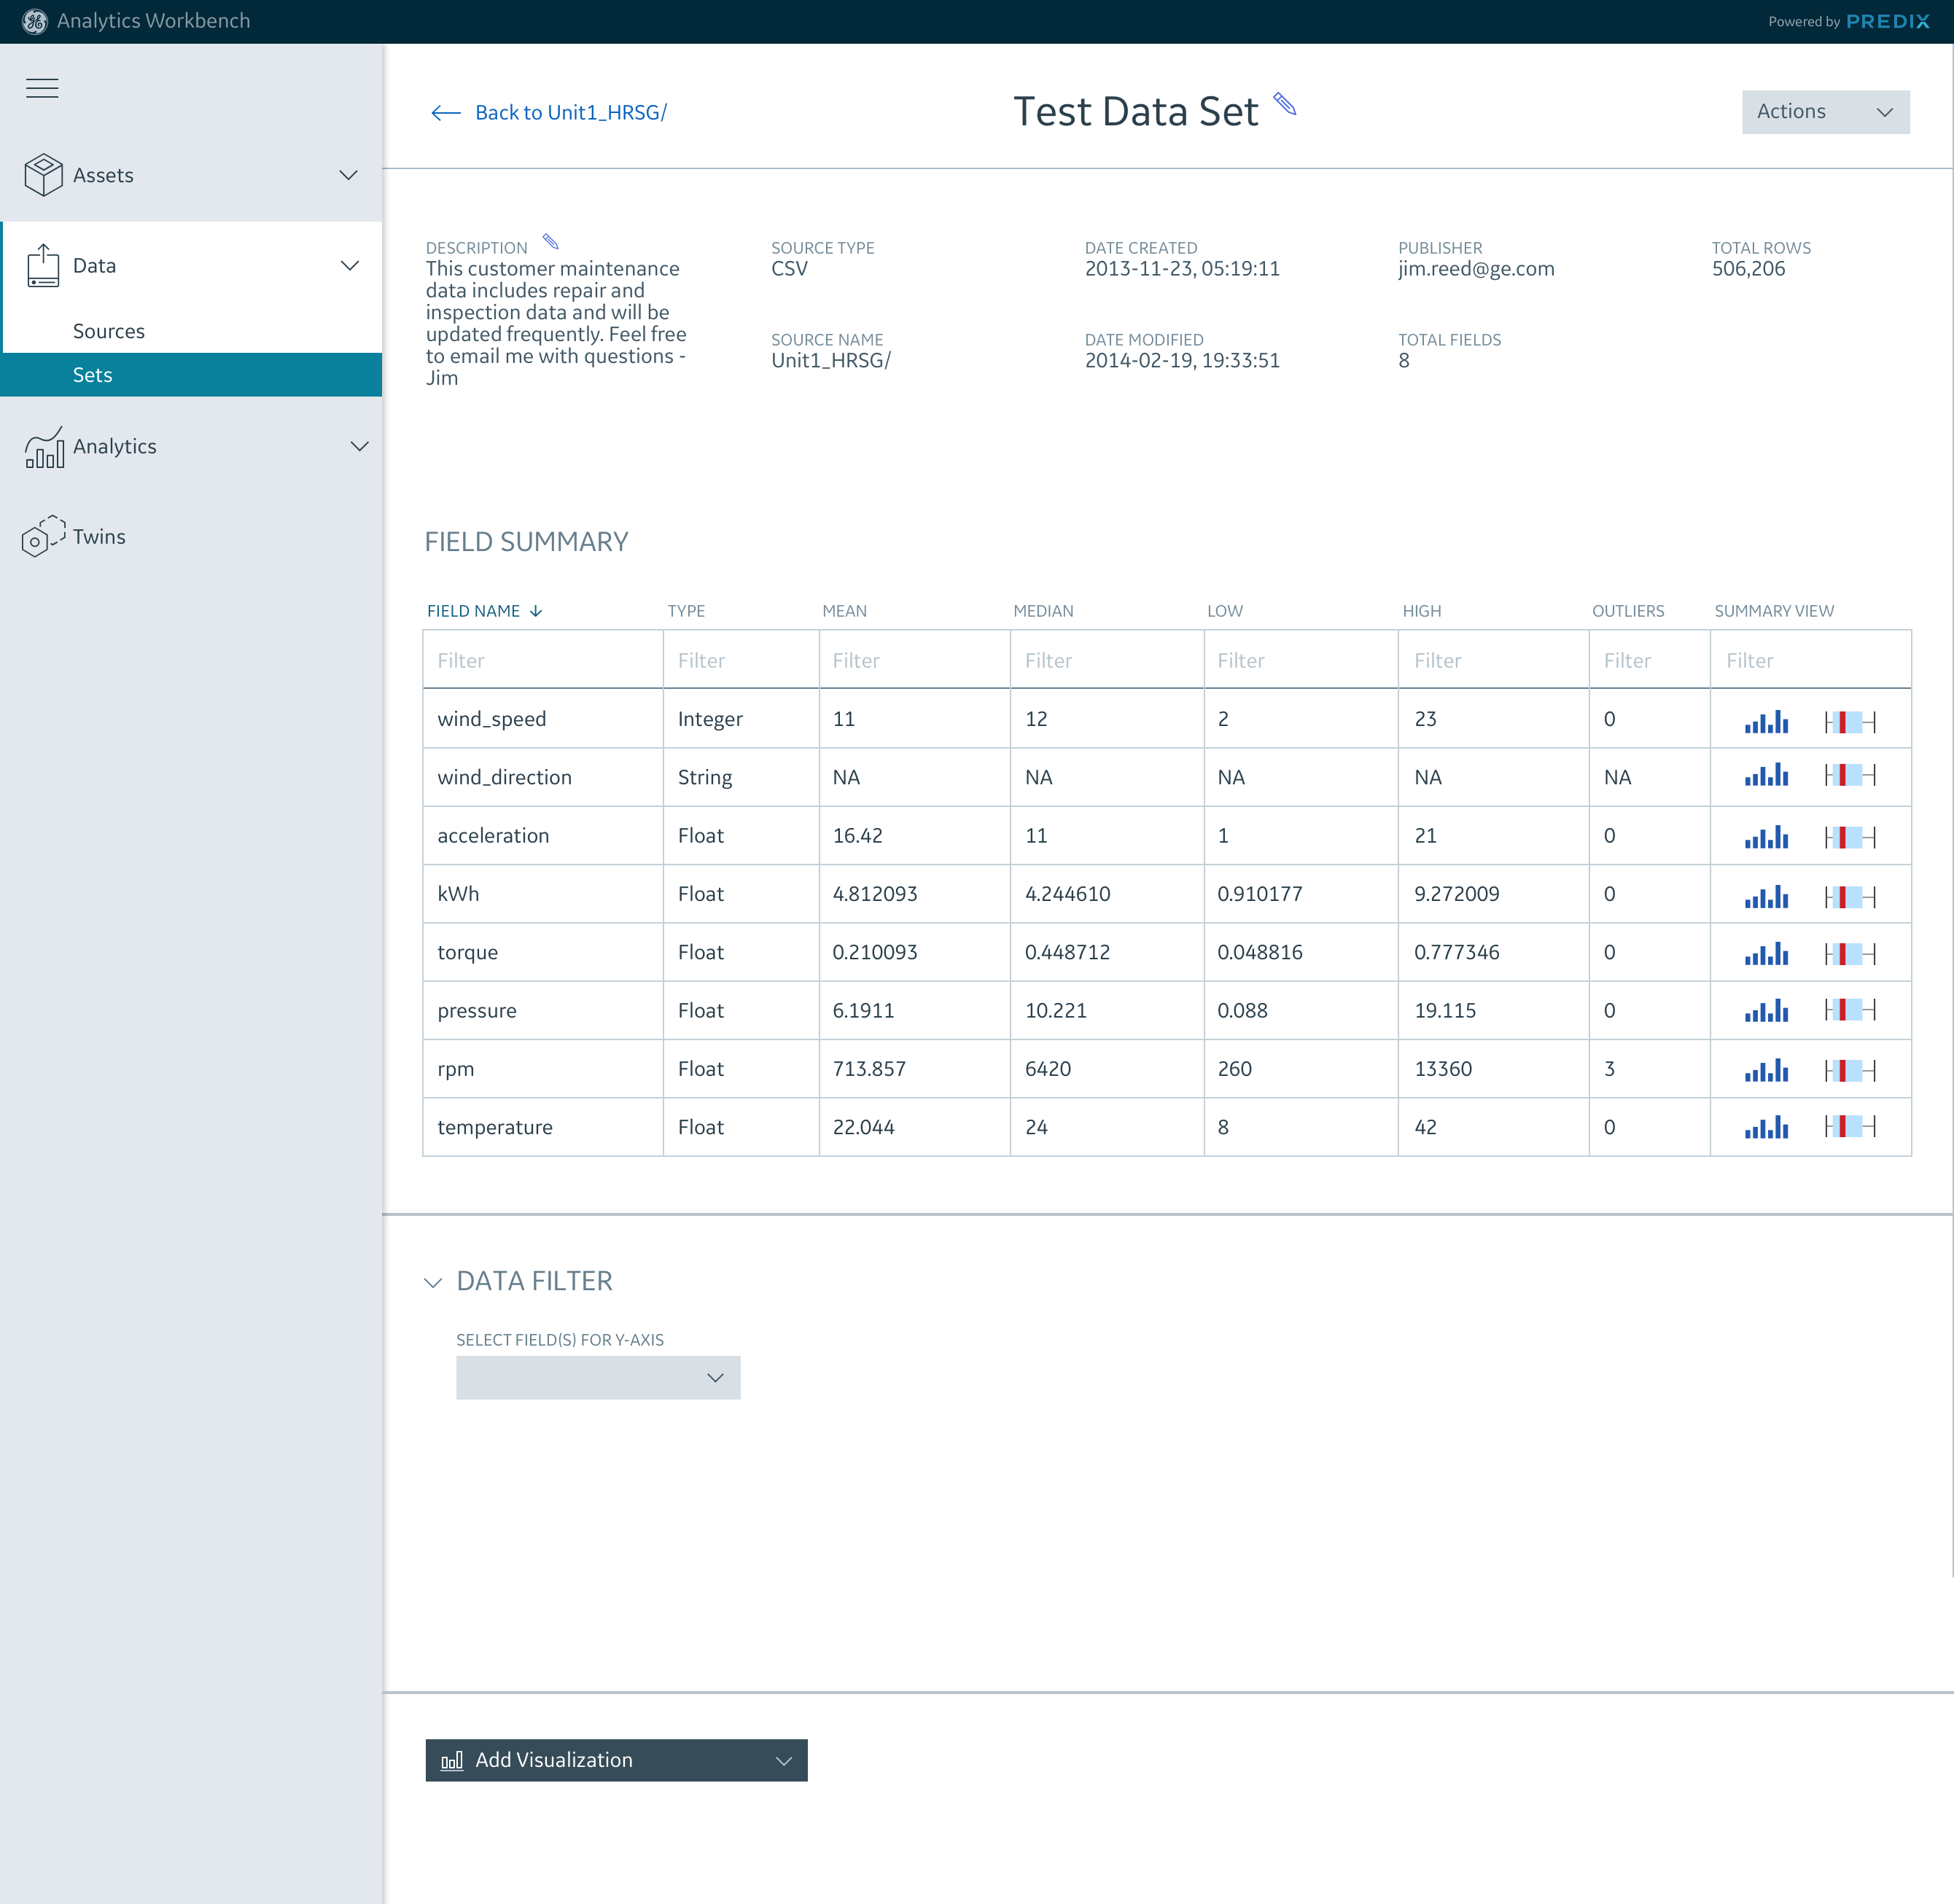 Analytics Workbench
Powered by PREDIX
Back to Unit1_HRSG/
Test Data Set
Actions
Assets
Data
Sources
Sets
Analytics
Twins
DESCRIPTION
This customer maintenance
data includes repair and
inspection data and will be
updated frequently. Feel free
to email me with questions -
Jim
SOURCE TYPE
CSV
SOURCE NAME
Unit1_HRSG/
DATE CREATED
2013-11-23, 05:19:11
DATE MODIFIED
2014-02-19, 19:33:51
PUBLISHER
jim.reed@ge.com
TOTAL FIELDS
8
TOTAL ROWS
506,206
FIELD SUMMARY
FIELD NAME TYPE MEAN MEDIAN LOW HIGH OUTLIERS SUMMARY VIEW
Filter Filter Filter Filter Filter Filter Filter Filter
wind_speed Integer 11 12 2 23 0
wind_direction String NA NA NA NA NA
acceleration Float 16.42 11 1 21 0
kWh Float 4.812093 4.244610 0.910177 9.272009 0
torque Float 0.210093 0.448712 0.048816 0.777346 0
pressure Float 6.1911 10.221 0.088 19.115 0
rpm Float 713.857 6420 260 13360 3
temperature Float 22.044 24 8 42 0
DATA FILTER
SELECT FIELD(S) FOR Y-AXIS
Add Visualization